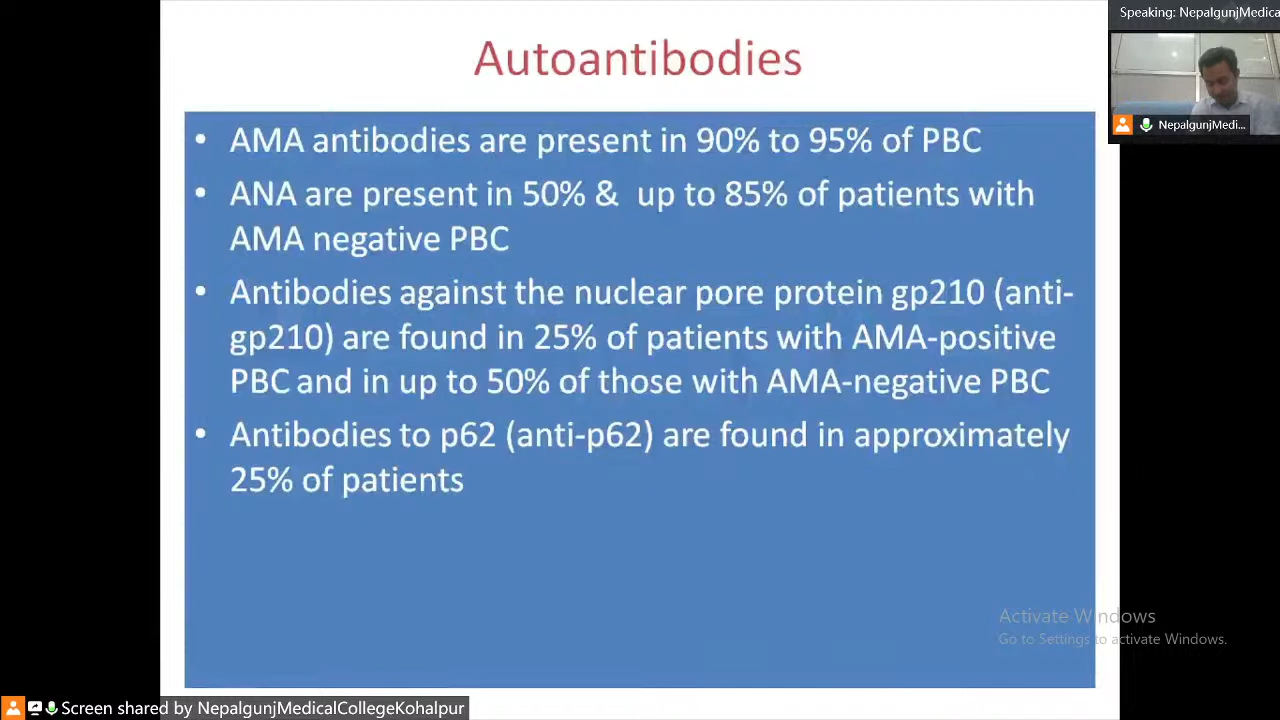 Autoantibodies
• AMA antibodies are present in 90% to 95% of PBC
• ANA are present in 50% & up to 85% of patients with
AMA negative PBC
• Antibodies against the nuclear pore protein gp210 (anti-
gp210) are found in 25% of patients with AMA-positive
PBC and in up to 50% of those with AMA-negative PBC
• Antibodies to p62 (anti-p62) are found in approximately
25% of patients
Speaking: NepalgunjMedica
NepalgunjMedi...
Activate Windows
Go to Settings to activate Windows.
Screen shared by NepalgunjMedicalCollegeKohalpur